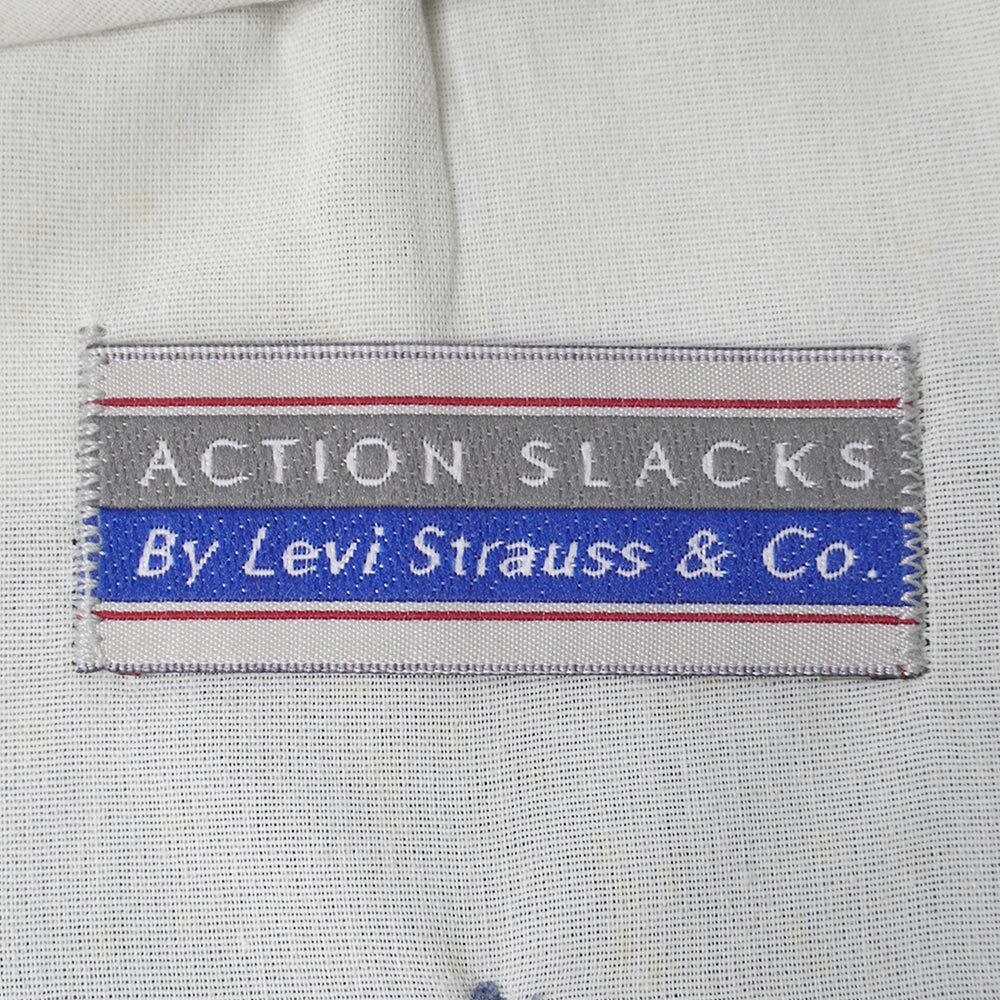 ACTION SLACKS
By Levi Strauss & Co.